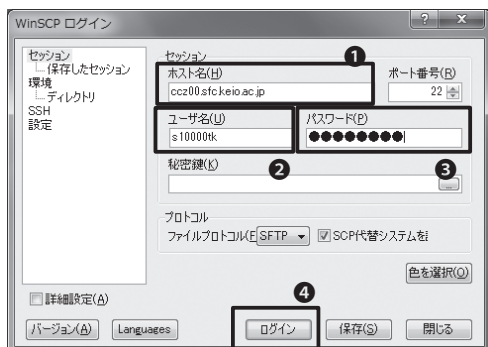 WinSCP ログイン
セッション
保存したセッション
環境
ディレクトリ
SSH
設定
セッション
❶
ホスト名(H)
ポート番号(R)
ccz00.sfc.keio.ac.jp
22
ユーザ名(U)
パスワード(P)
s10000tk
●●●●●●●●
❷
❸
秘密鍵(K)
...
プロトコル
ファイルプロトコル(F SFTP
SCP代替システムを
色を選択(O)
❹
詳細設定(A)
バージョン(A) Languages ログイン 保存(S) 閉じる